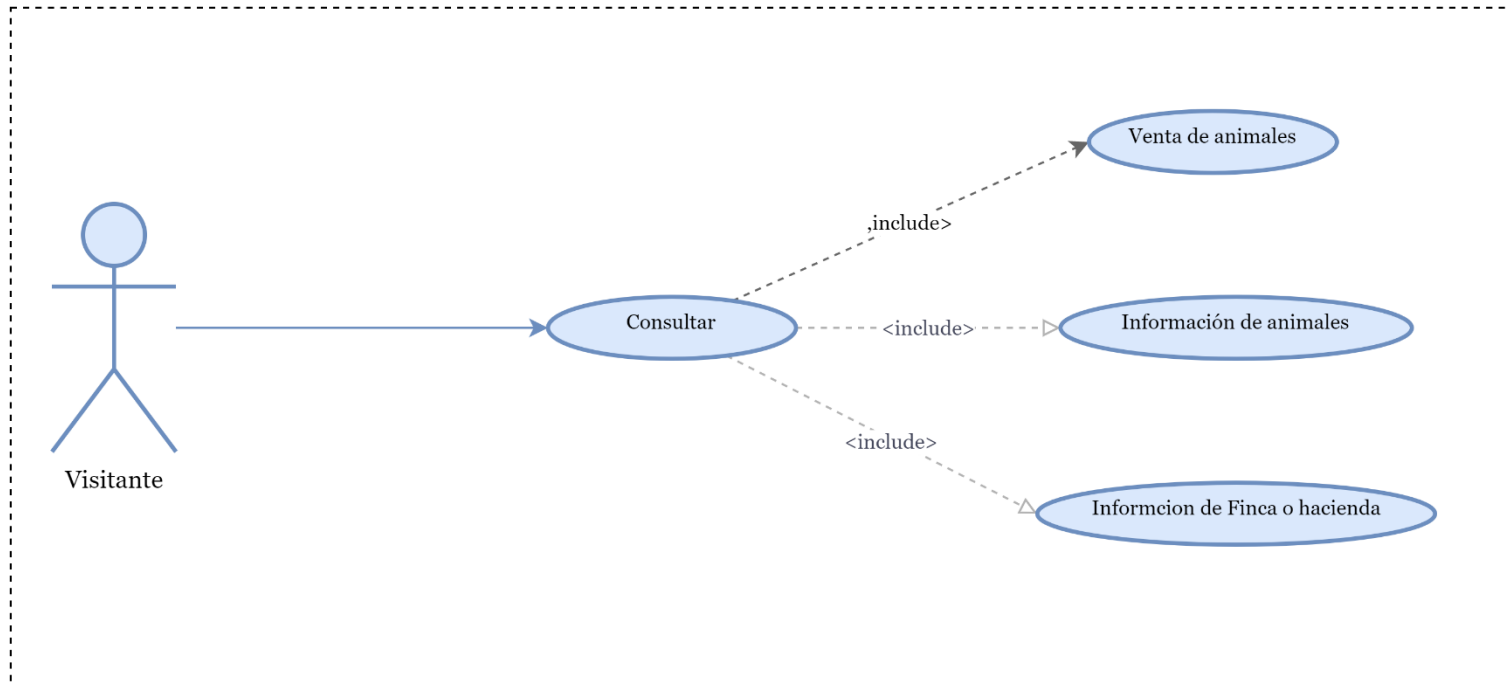 Venta de animales
,include>
Consultar
<include>
Información de animales
<include>
Informcion de Finca o hacienda
Visitante